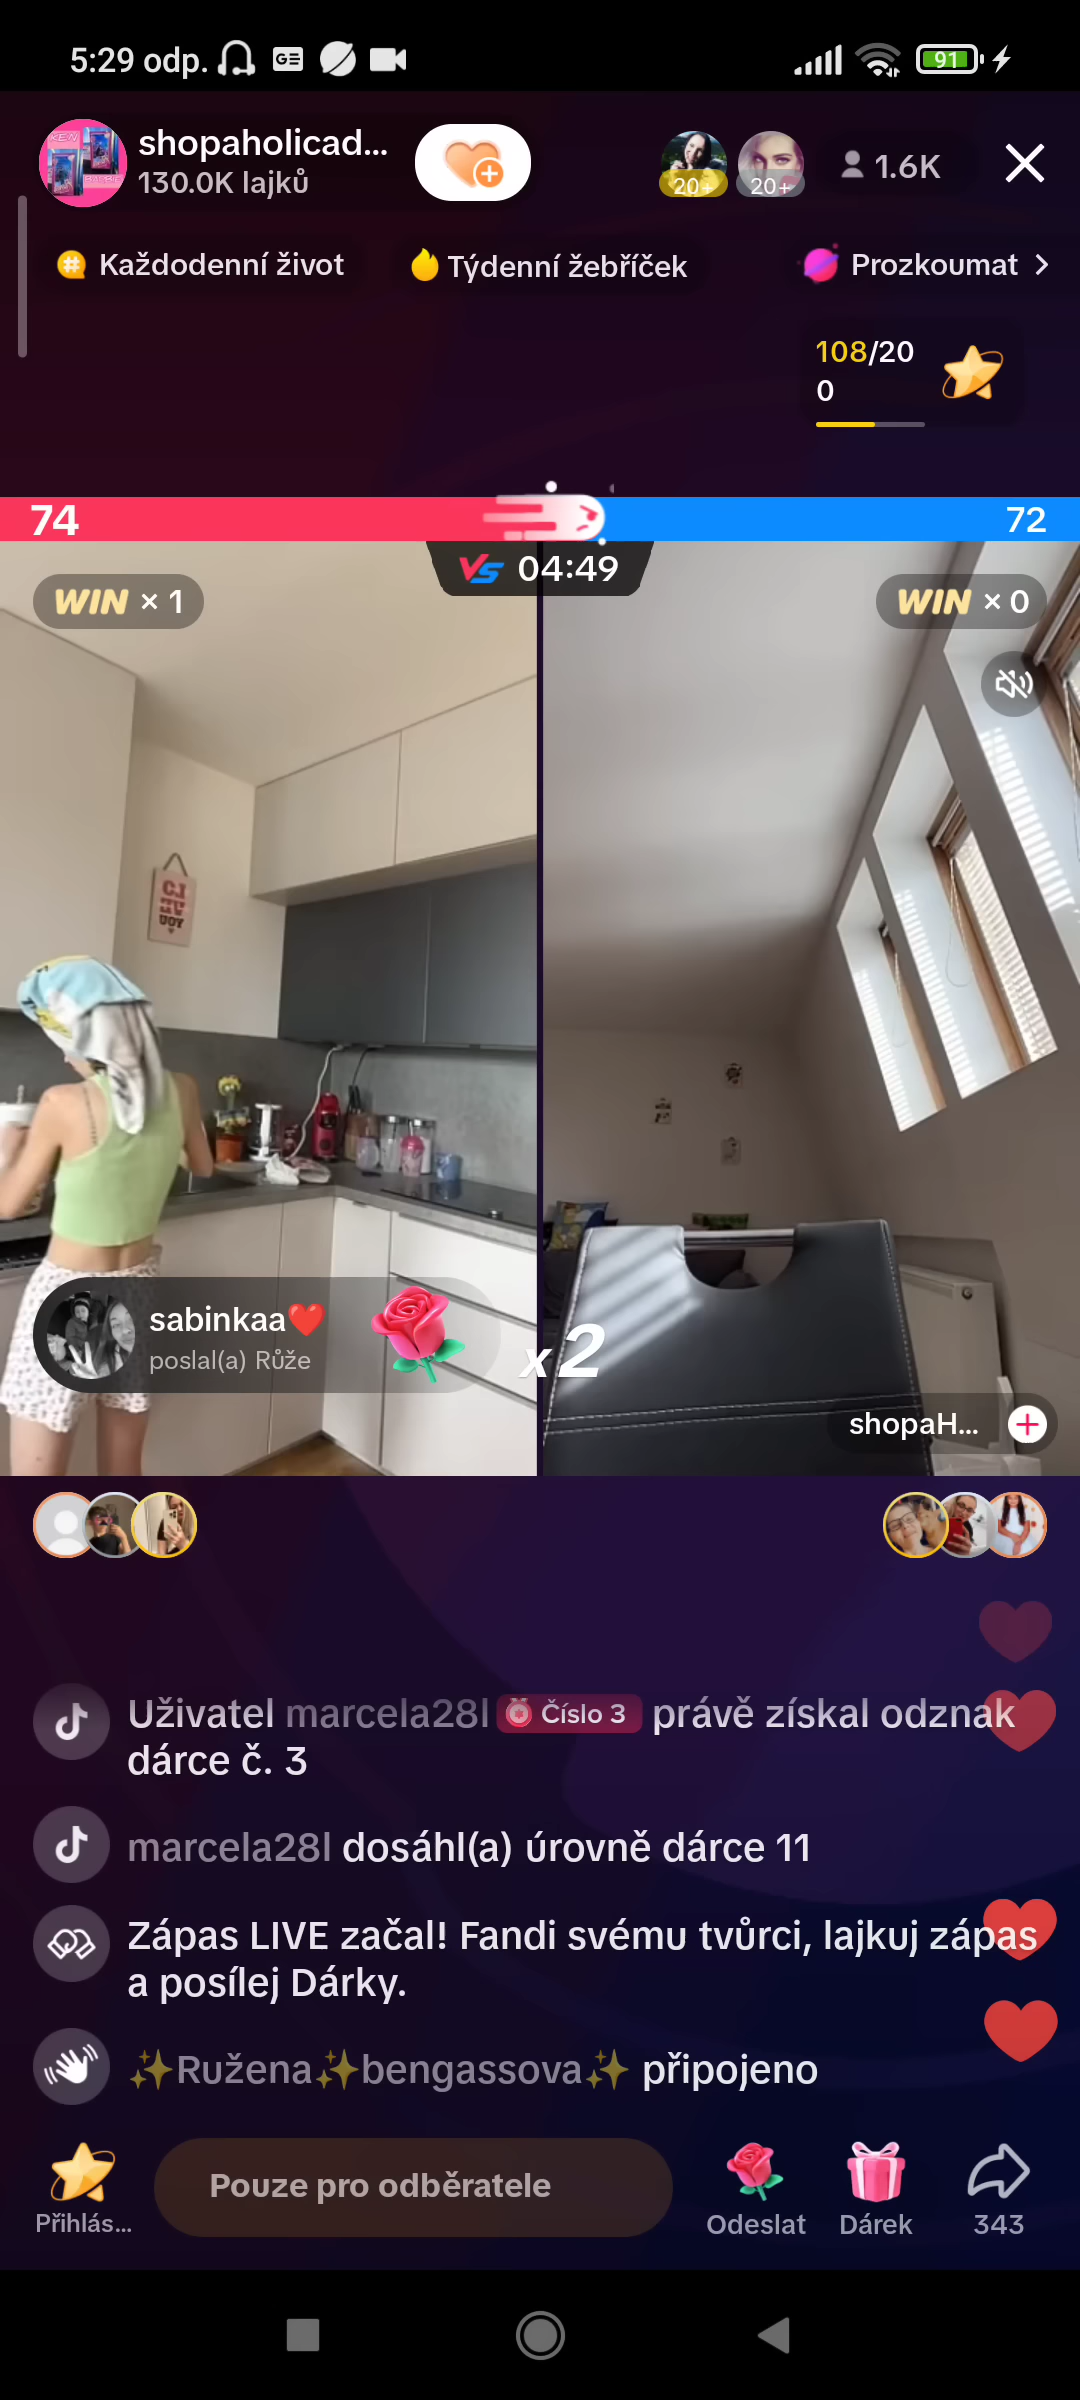 5:29 odp.
91
shopaholicad...
130.0K lajků
20+
20+
1.6K
Každodenní život
Týdenní žebříček
Prozkoumat
108/20
0
74
72
VS 04:49
WIN × 1
WIN × 0
sabinkaa❤️
poslal(a) Růže
x2
shopaH...
Uživatel marcela28l Číslo 3 právě získal odznak
dárce č. 3
marcela28l dosáhl(a) úrovně dárce 11
Zápas LIVE začal! Fandi svému tvůrci, lajkuj zápas
a posílej Dárky.
✨Ružena✨bengassova✨ připojeno
Přihlás...
Pouze pro odběratele
Odeslat
Dárek
343